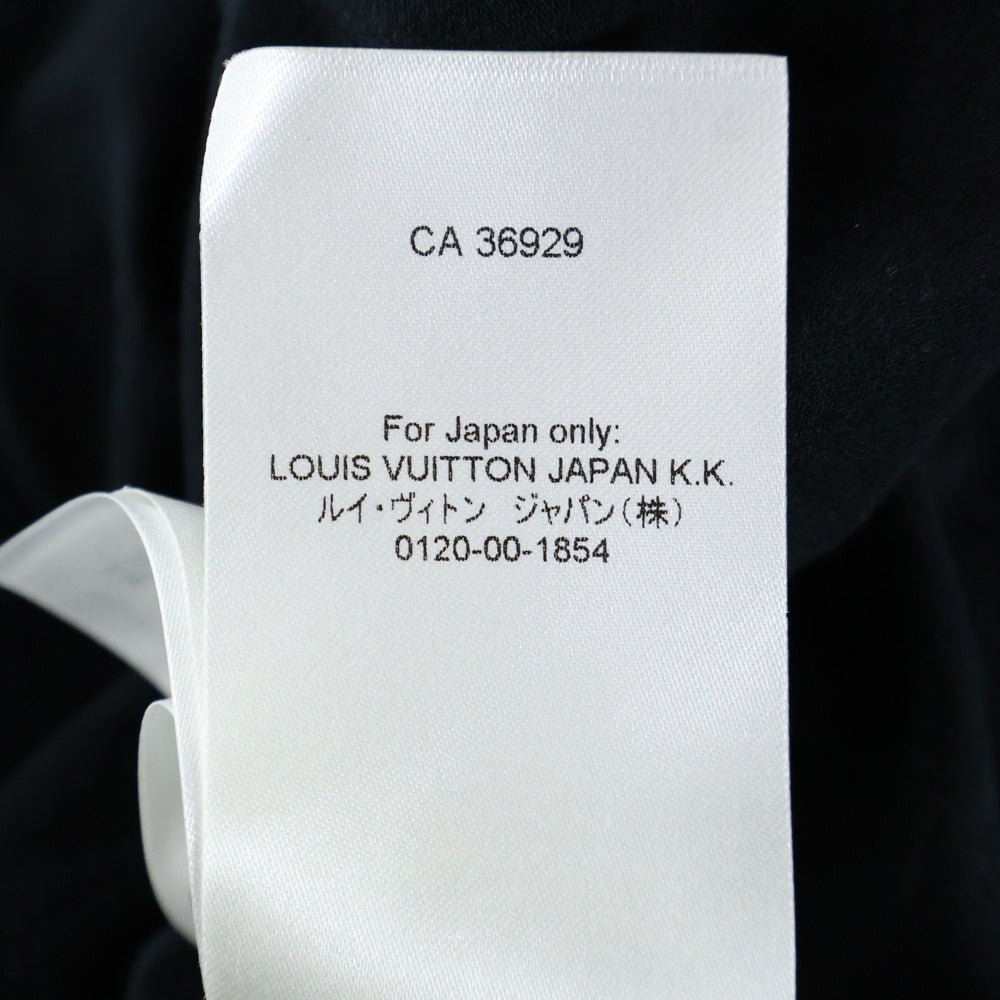 CA 36929
For Japan only:
LOUIS VUITTON JAPAN K.K.
ルイ・ヴィトン ジャパン(株)
0120-00-1854